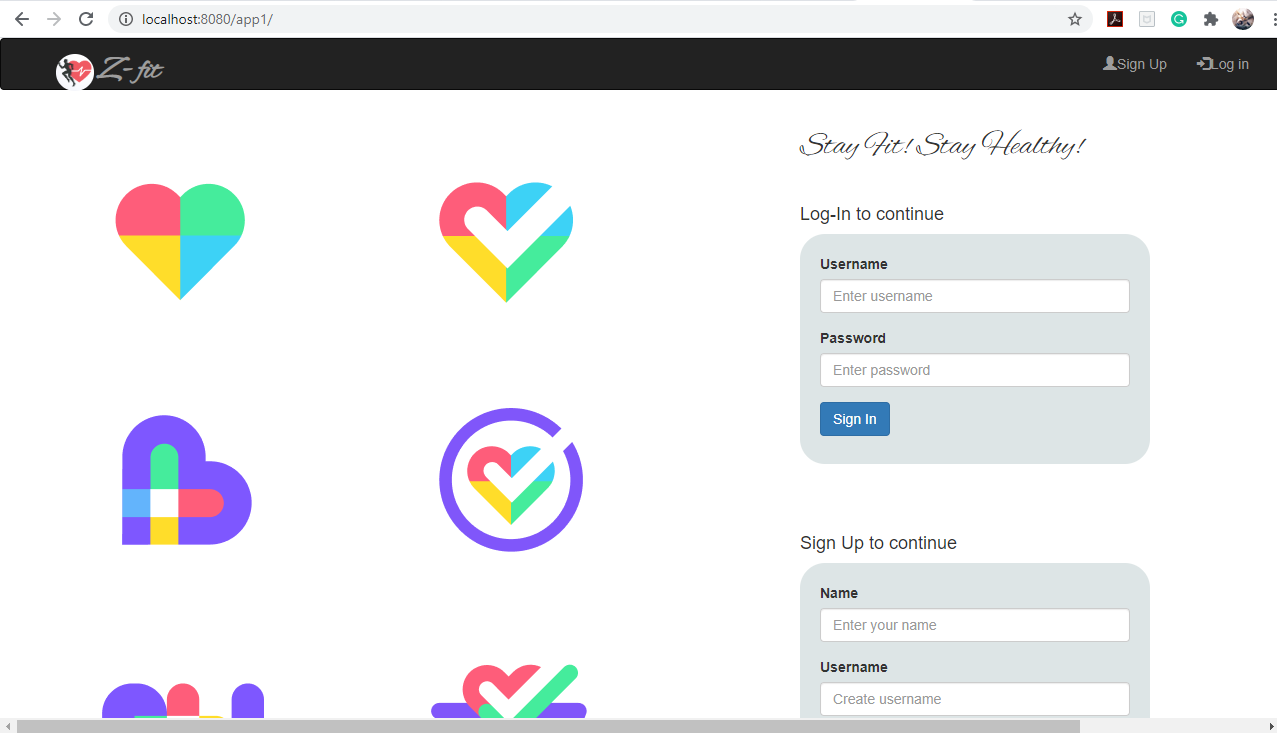 localhost:8080/app1/
Z-fit
Sign Up
Log in
Stay Fit! Stay Healthy!
Log-In to continue
Username
Enter username
Password
Enter password
Sign In
Sign Up to continue
Name
Enter your name
Username
Create username